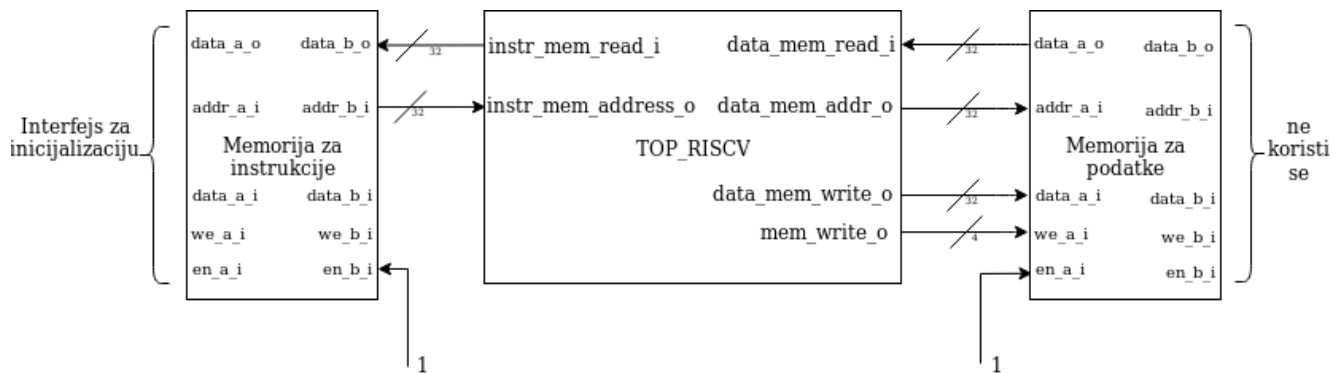 Interfejs za
inicijalizaciju
data_a_o
data_b_o
addr_a_i
addr_b_i
Memorija za
instrukcije
data_a_i
data_b_i
we_a_i
we_b_i
en_a_i
en_b_i
1
32
32
instr_mem_read_i
data_mem_read_i
instr_mem_address_o
data_mem_addr_o
TOP_RISCV
data_mem_write_o
mem_write_o
32
32
32
4
data_a_o
data_b_o
addr_a_i
addr_b_i
Memorija za
podatke
data_a_i
data_b_i
we_a_i
we_b_i
en_a_i
en_b_i
1
ne
koristi
se